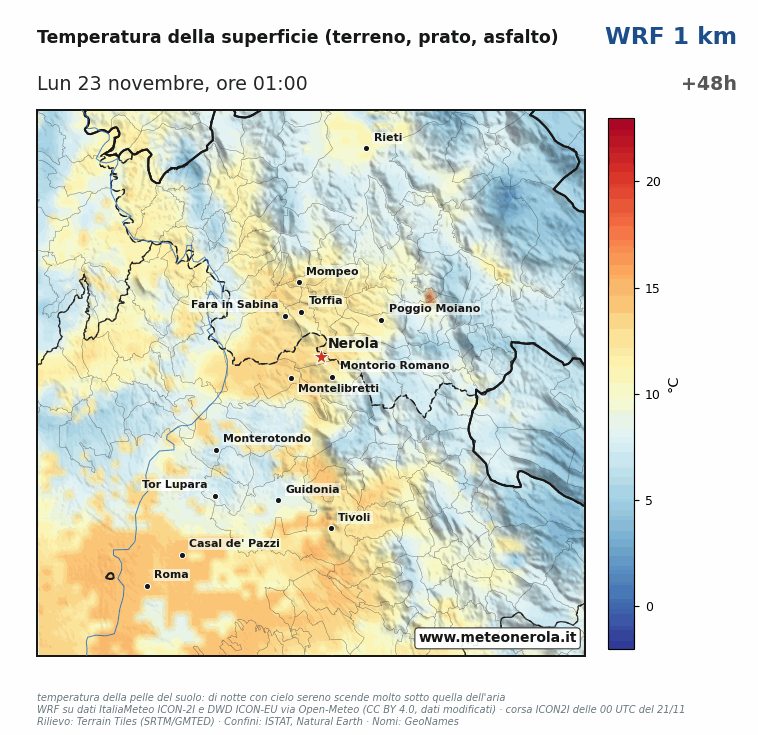 Temperatura della superficie (terreno, prato, asfalto)
WRF 1 km
Lun 23 novembre, ore 01:00
+48h
Rieti
Mompeo
Toffia
Fara in Sabina
Poggio Moiano
Nerola
Montorio Romano
Montelibretti
Monterotondo
Tor Lupara
Guidonia
Tivoli
Casal de' Pazzi
Roma
www.meteonerola.it
20
15
10
5
0
°C
temperatura della pelle del suolo: di notte con cielo sereno scende molto sotto quella dell'aria
WRF su dati ItaliaMeteo ICON-2I e DWD ICON-EU via Open-Meteo (CC BY 4.0, dati modificati) · corsa ICON2I delle 00 UTC del 21/11
Rilievo: Terrain Tiles (SRTM/GMTED) · Confini: ISTAT, Natural Earth · Nomi: GeoNames